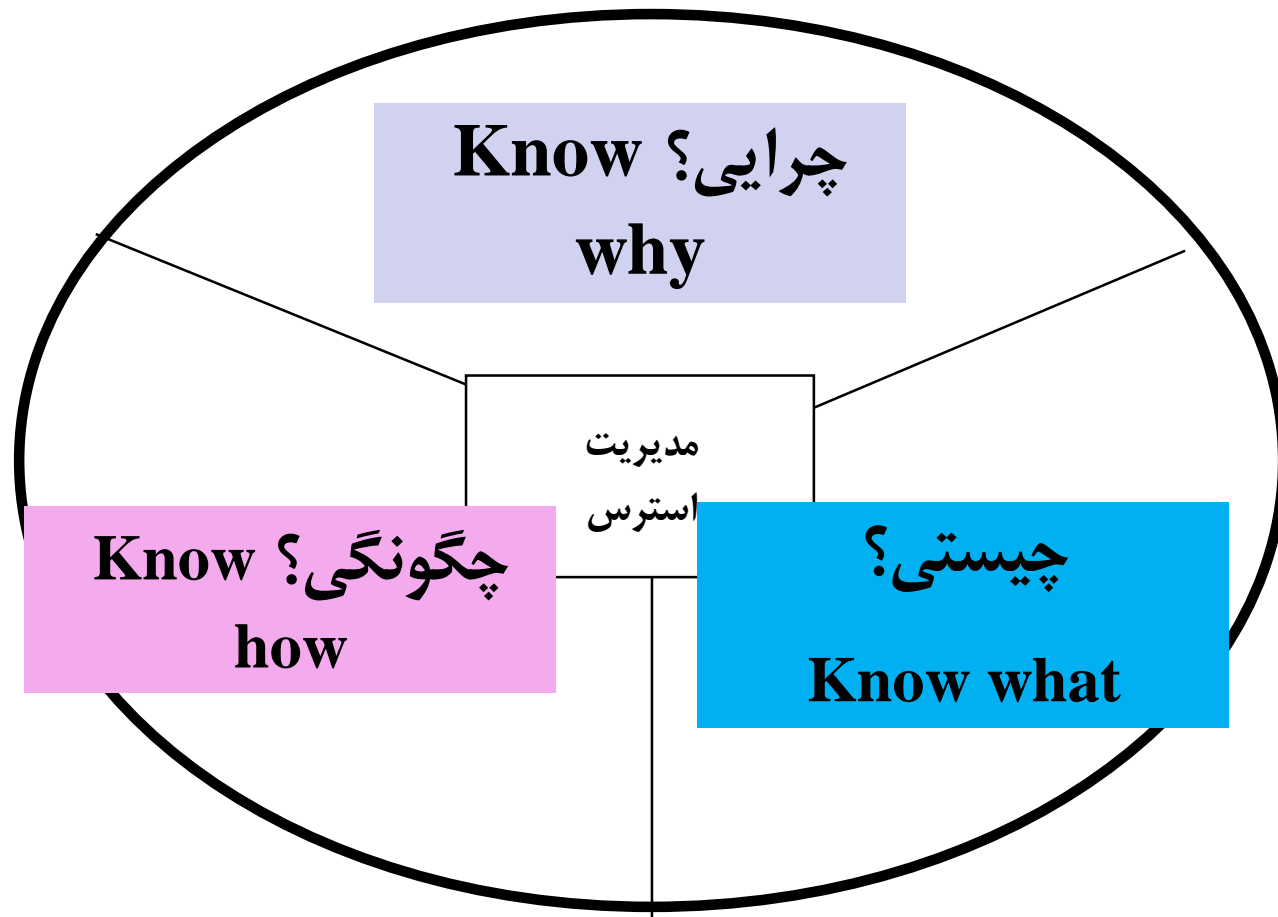 چرایی؟ Know
why
مدیریت
استرس
چیستی؟
Know what
چگونگی؟ Know
how